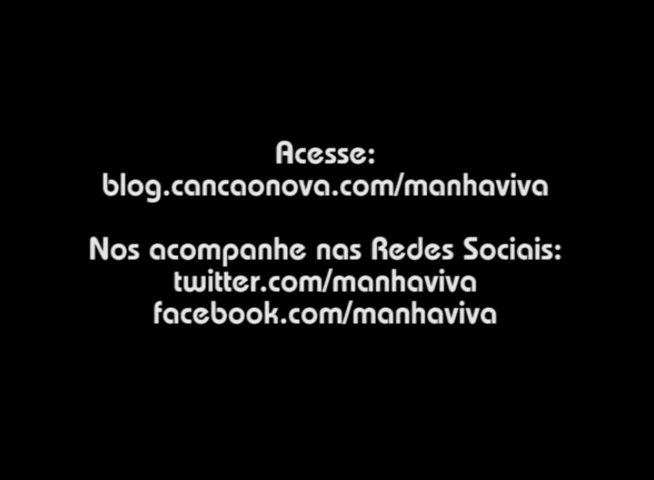 Acesse:
blog.cancaonova.com/manhaviva
Nos acompanhe nas Redes Sociais:
twitter.com/manhaviva
facebook.com/manhaviva